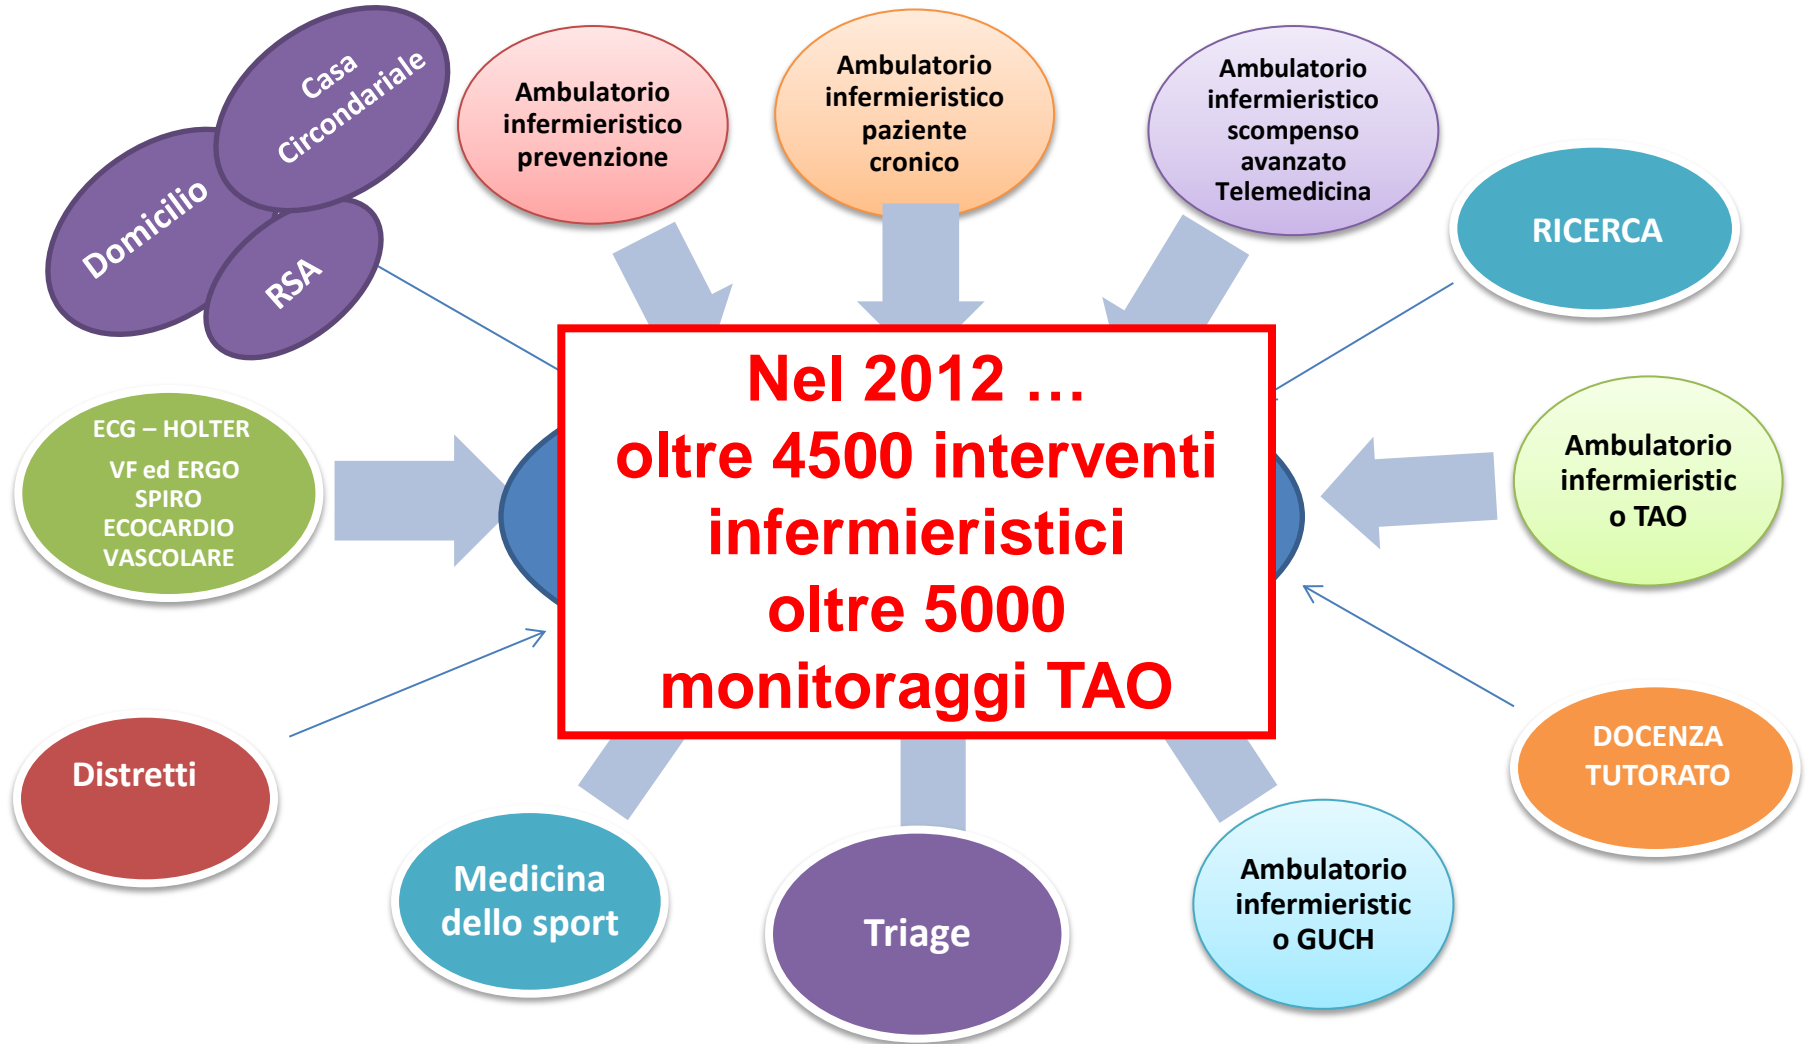 Casa
Circondariale
Domicilio
RSA
Ambulatorio
infermieristico
prevenzione
Ambulatorio
infermieristico
paziente
cronico
Ambulatorio
infermieristico
scompenso
avanzato
Telemedicina
RICERCA
ECG – HOLTER
VF ed ERGO
SPIRO
ECOCARDIO
VASCOLARE
Nel 2012 …
oltre 4500 interventi
infermieristici
oltre 5000
monitoraggi TAO
Ambulatorio
infermieristic
o TAO
Distretti
Medicina
dello sport
Triage
Ambulatorio
infermieristic
o GUCH
DOCENZA
TUTORATO